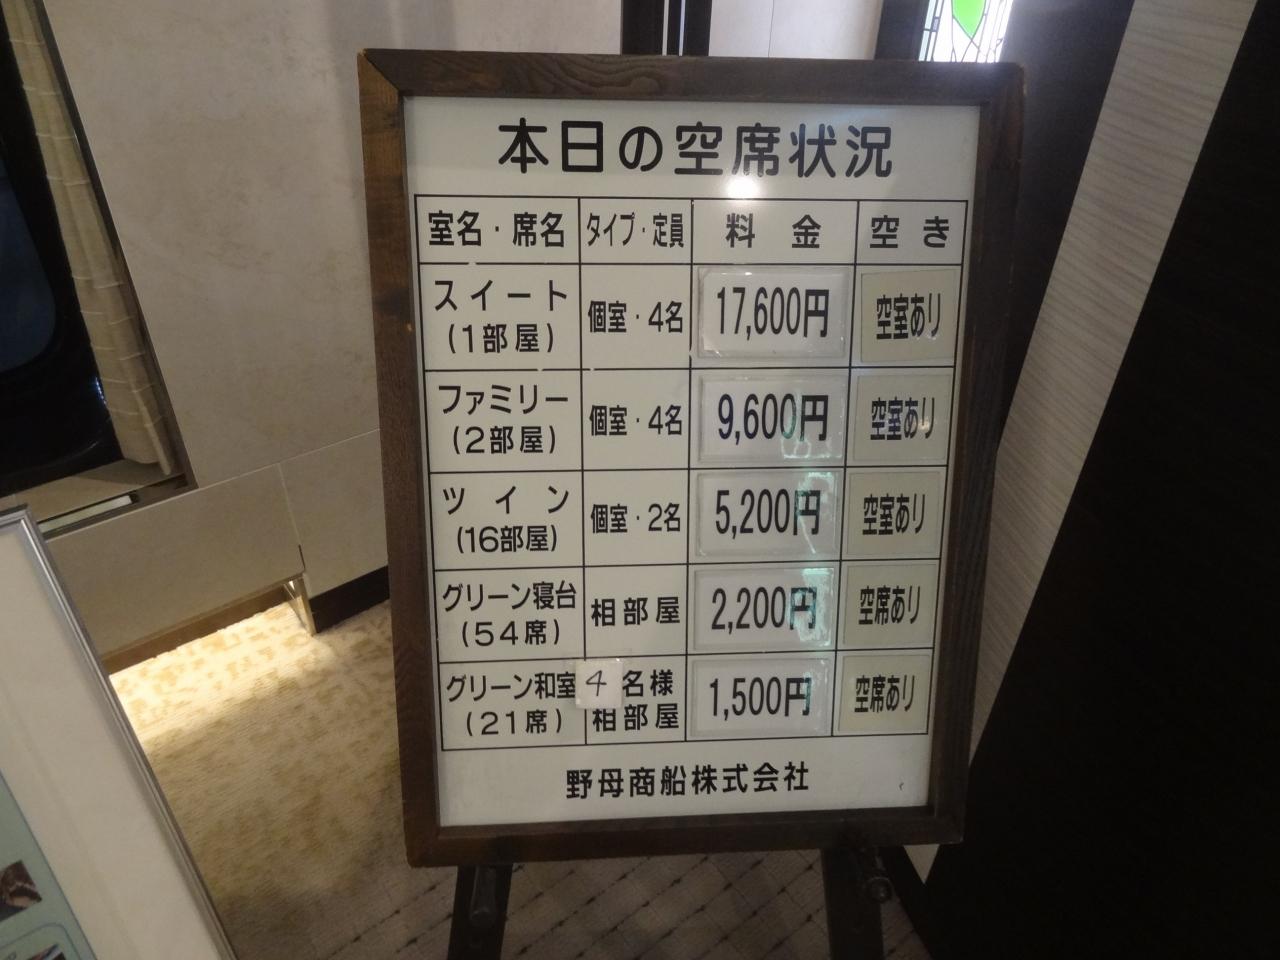 本日の空席状況
室名・席名 タイプ・定員 料金 空き
スイート
(1部屋) 個室・4名 17,600円 空室あり
ファミリー
(2部屋) 個室・4名 9,600円 空室あり
ツイン
(16部屋) 個室・2名 5,200円 空室あり
グリーン寝台
(54席) 相部屋 2,200円 空席あり
グリーン和室 4名様
(21席) 相部屋 1,500円 空席あり
野母商船株式会社